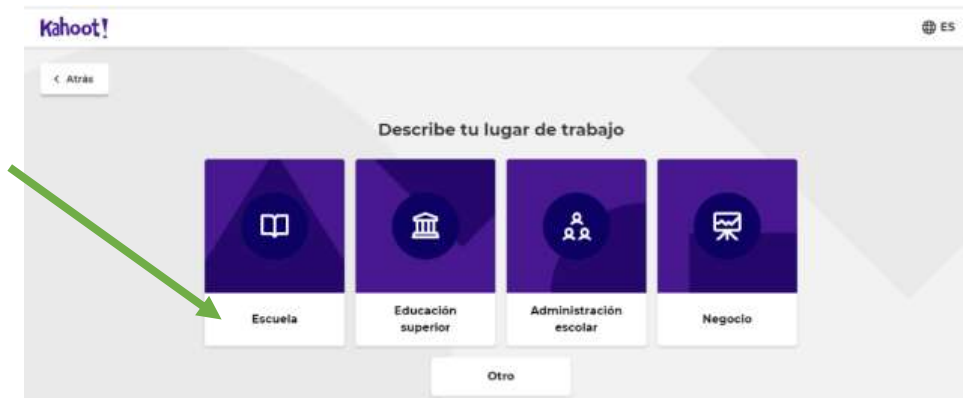 Kahoot!
ES
< Atrás
Describe tu lugar de trabajo
Escuela
Educación
superior
Administración
escolar
Negocio
Otro